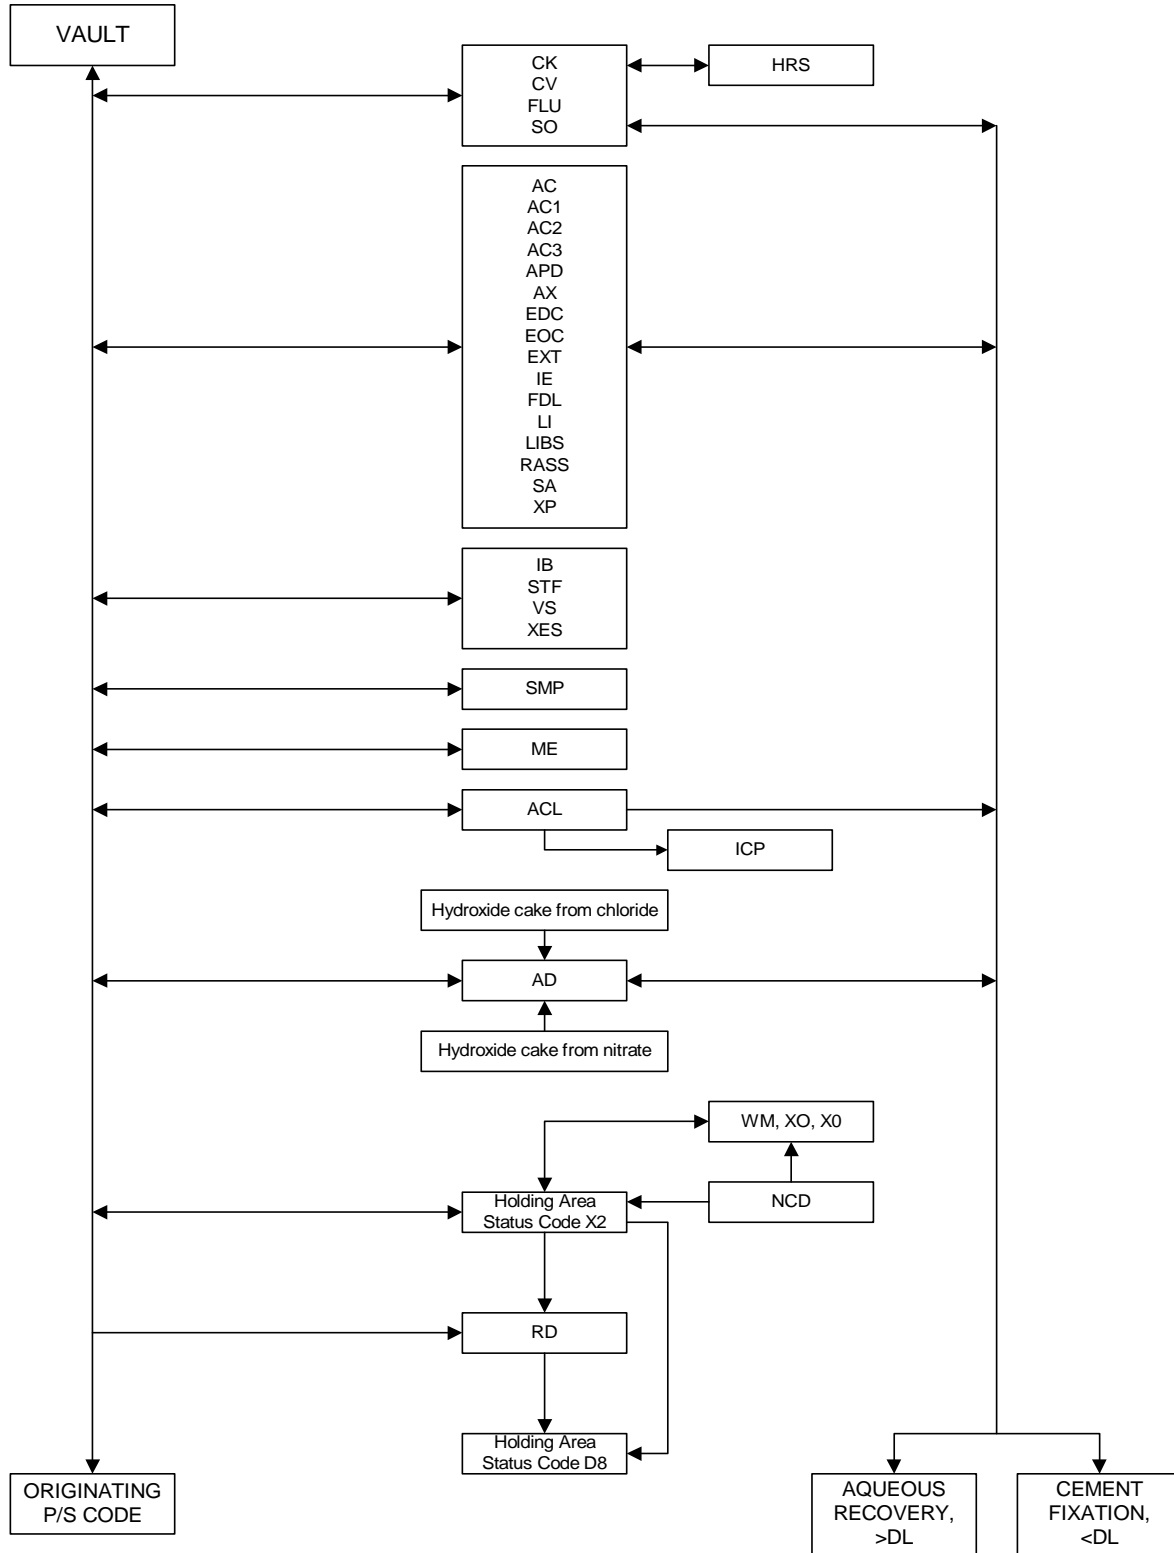 VAULT
CK
CV
FLU
SO
HRS
AC
AC1
AC2
AC3
APD
AX
EDC
EOC
EXT
IE
FDL
LI
LIBS
RASS
SA
XP
IB
STF
VS
XES
SMP
ME
ACL
ICP
Hydroxide cake from chloride
AD
Hydroxide cake from nitrate
WM, XO, X0
Holding Area
Status Code X2
NCD
RD
Holding Area
Status Code D8
ORIGINATING
P/S CODE
AQUEOUS
RECOVERY,
>DL
CEMENT
FIXATION,
<DL